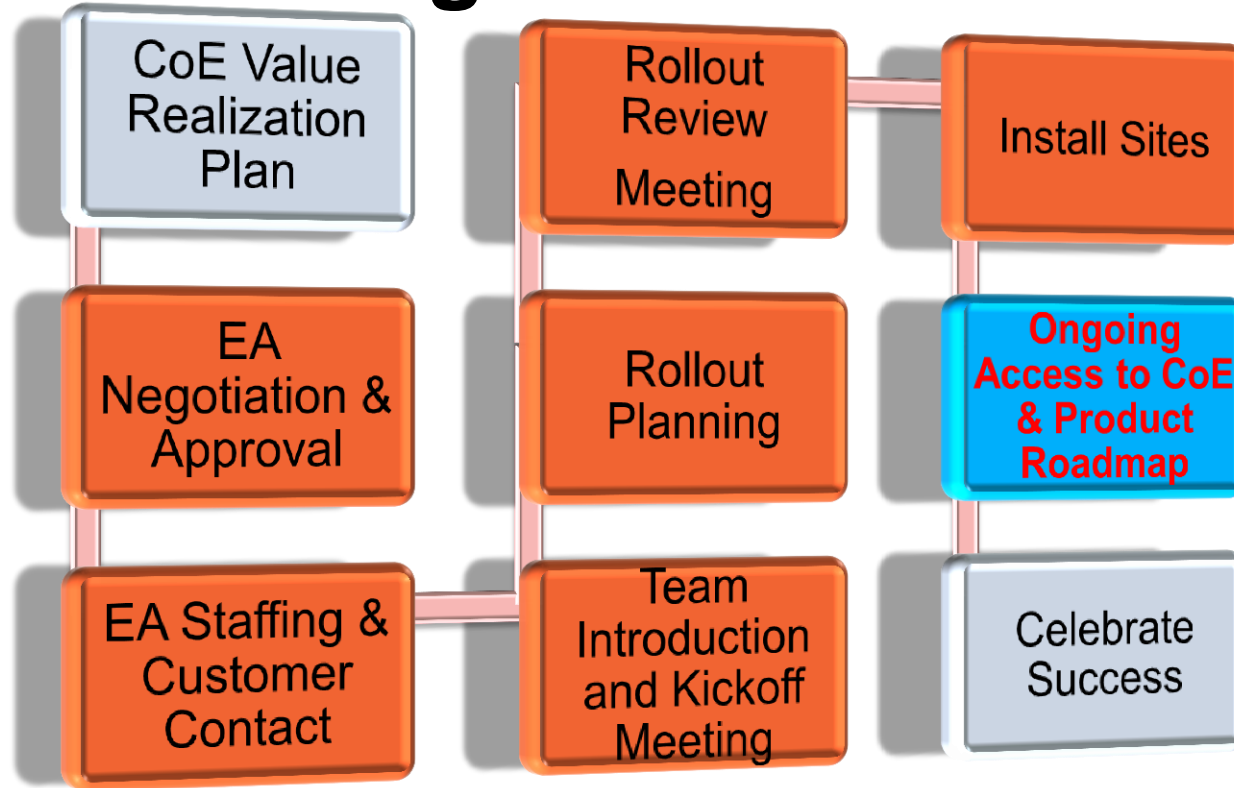 CoE Value
Realization
Plan
EA
Negotiation &
Approval
EA Staffing &
Customer
Contact
Team
Introduction
and Kickoff
Meeting
Rollout
Planning
Rollout
Review
Meeting
Install Sites
Ongoing
Access to CoE
& Product
Roadmap
Celebrate
Success